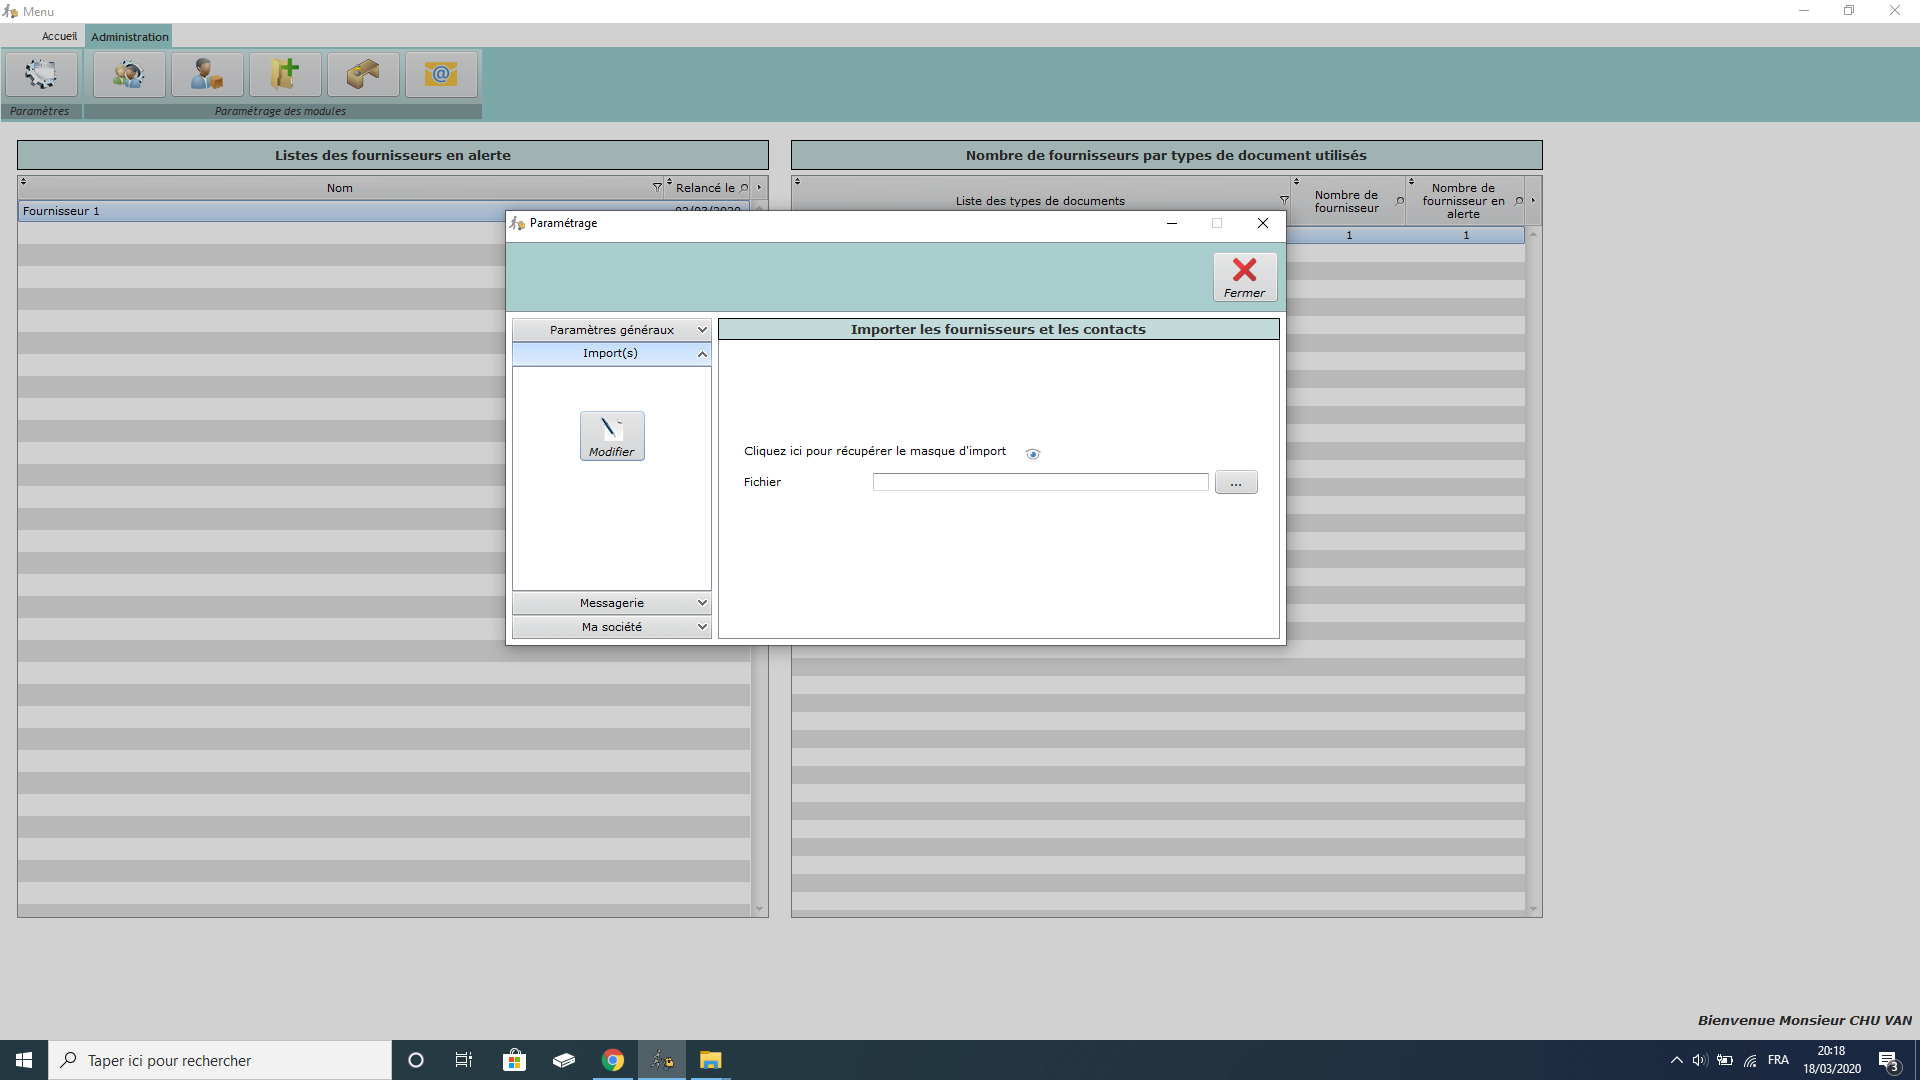 Menu
Accueil
Administration
Paramètres
Paramétrage des modules
Listes des fournisseurs en alerte
Nom
Relancé le
Fournisseur 1
02/03/2020
Nombre de fournisseurs par types de document utilisés
Liste des types de documents
Nombre de
fournisseur
Nombre de
fournisseur en
alerte
1
1
Paramétrage
Fermer
Paramètres généraux
Import(s)
Modifier
Messagerie
Ma société
Importer les fournisseurs et les contacts
Cliquez ici pour récupérer le masque d'import
Fichier
...
Bienvenue Monsieur CHU VAN
Taper ici pour rechercher
FRA
20:18
18/03/2020
3